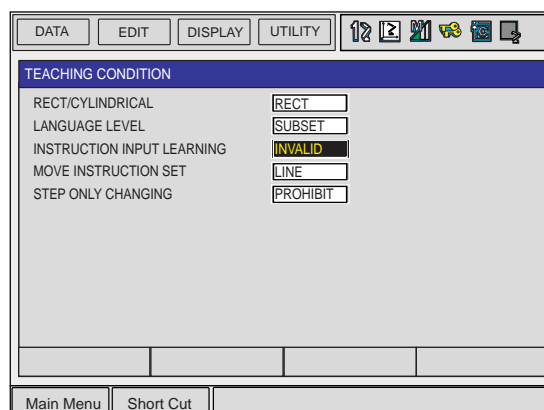 DATA EDIT DISPLAY UTILITY
TEACHING CONDITION
RECT/CYLINDRICAL RECT
LANGUAGE LEVEL SUBSET
INSTRUCTION INPUT LEARNING INVALID
MOVE INSTRUCTION SET LINE
STEP ONLY CHANGING PROHIBIT
Main Menu Short Cut